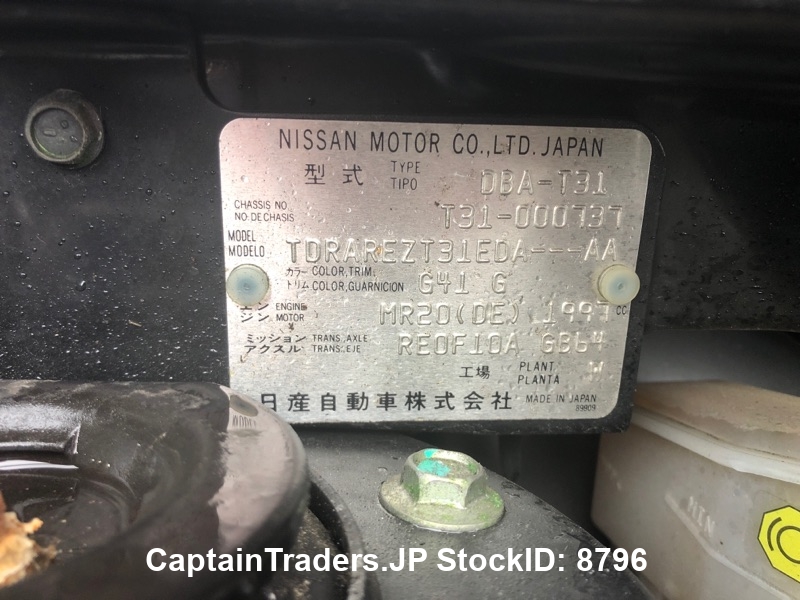 NISSAN MOTOR CO.,LTD. JAPAN
型式 TYPE TIPO DBA-T31
CHASSIS NO. NO. DE CHASIS T31-000737
MODEL MODELO TDRAREZT31EDA---AA
カラー COLOR,TRIM
トリム COLOR,GUARNICION G41 G
エンジン ENGINE MOTOR MR20(DE) 1997 CC
ミッション TRANS. AXLE
アクスル TRANS. EJE RE0F10A GB64
工場 PLANT PLANTA
日産自動車株式会社 MADE IN JAPAN
89909
MIN
CaptainTraders.JP StockID: 8796